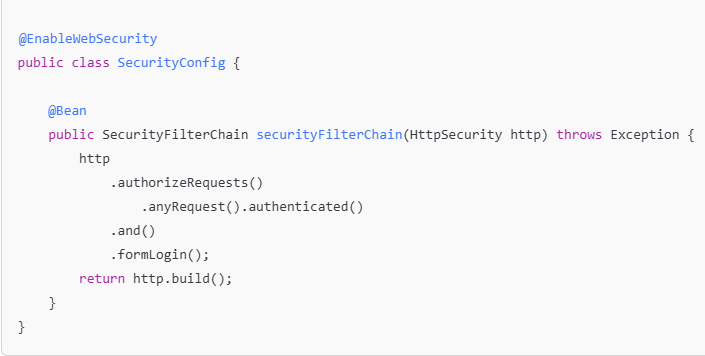 @EnableWebSecurity
public class SecurityConfig {
    @Bean
    public SecurityFilterChain securityFilterChain(HttpSecurity http) throws Exception {
        http
            .authorizeRequests()
                .anyRequest().authenticated()
            .and()
            .formLogin();
        return http.build();
    }
}